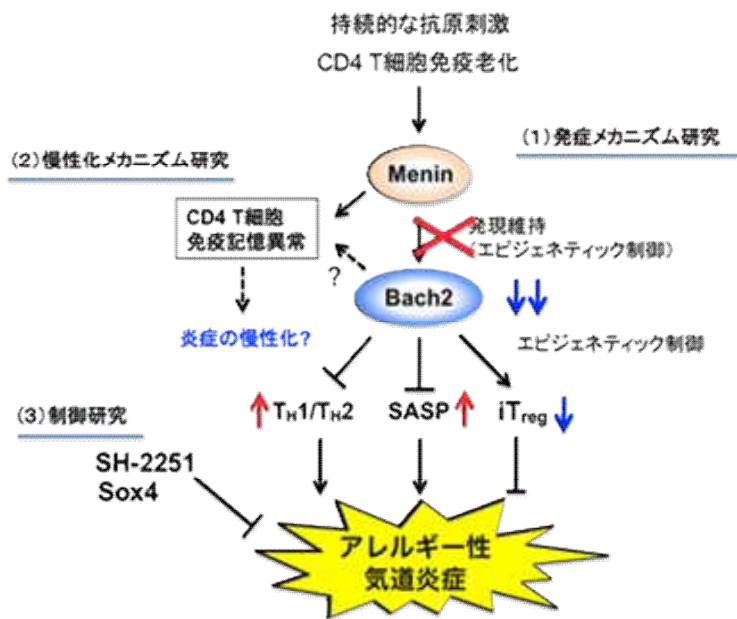 持続的な抗原刺激
CD4 T細胞免疫老化
(1)発症メカニズム研究
(2)慢性化メカニズム研究
Menin
CD4 T細胞
免疫記憶異常
発現維持
(エピジェネティック制御)
?
Bach2
炎症の慢性化?
エピジェネティック制御
TH1/TH2
SASP
iTreg
(3)制御研究
SH-2251
Sox4
アレルギー性
気道炎症